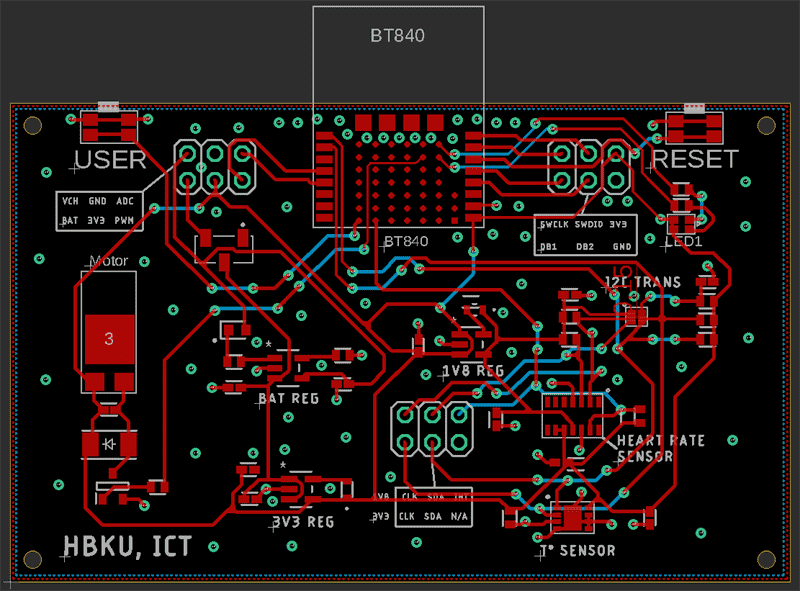 BT840
USER
RESET
VCH GND ADC
BAT 3V3 PWM
SWCLK SWDIO 3V3
DB1 DB2 GND
BT840
LED1
Motor
I2C TRANS
3
1V8 REG
BAT REG
HEART RATE
SENSOR
1V8 CLK SDA INT
3V3 CLK SDA N/A
3V3 REG
HBKU, ICT
T° SENSOR